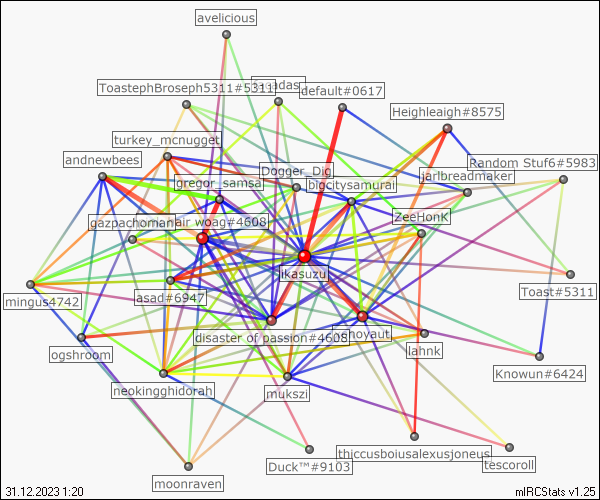 avelicious
ToastephBroseph5311#5311
default#0617
Heighleaigh#8575
turkey_mcnugget
andnewbees
Dogger_Dig
Random Stuf6#5983
gregor_samsa
bigcitysamurai
jarlbreadmaker
gazpachoman
air woag#4608
ZeeHonK
ikasuzu
Toast#5311
mingus4742
asad#6947
disaster of passion#4608
ahoyaut
lahnk
ogshroom
Knowun#6424
neokingghidorah
mukszi
thiccusboiusalexusjoneus
Duck™#9103
tescoroll
moonraven
31.12.2023 1:20
mIRCStats v1.25